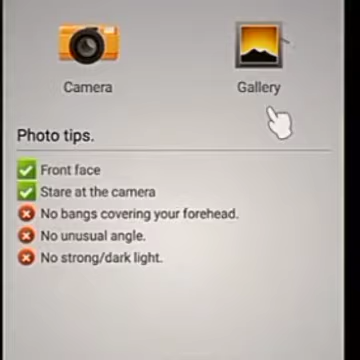 Camera
Gallery
Photo tips.
Front face
Stare at the camera
No bangs covering your forehead.
No unusual angle.
No strong/dark light.